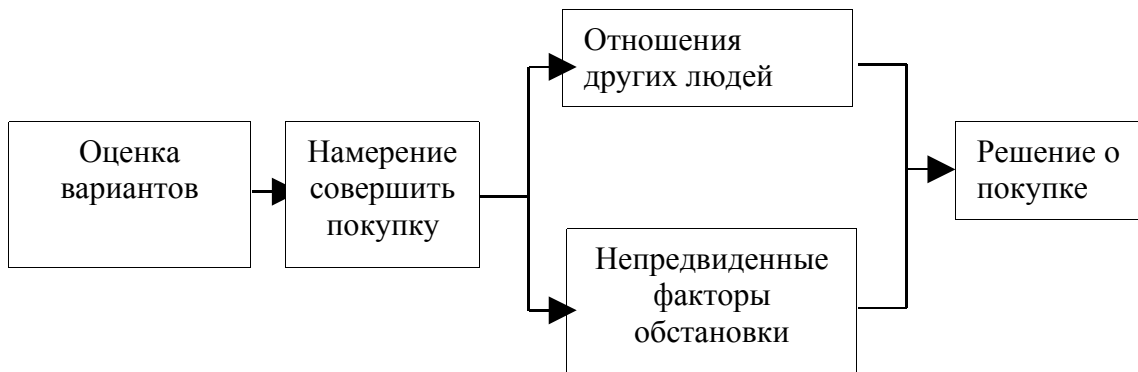 Оценка
вариантов
Намерение
совершить
покупку
Отношения
других людей
Непредвиденные
факторы
обстановки
Решение о
покупке